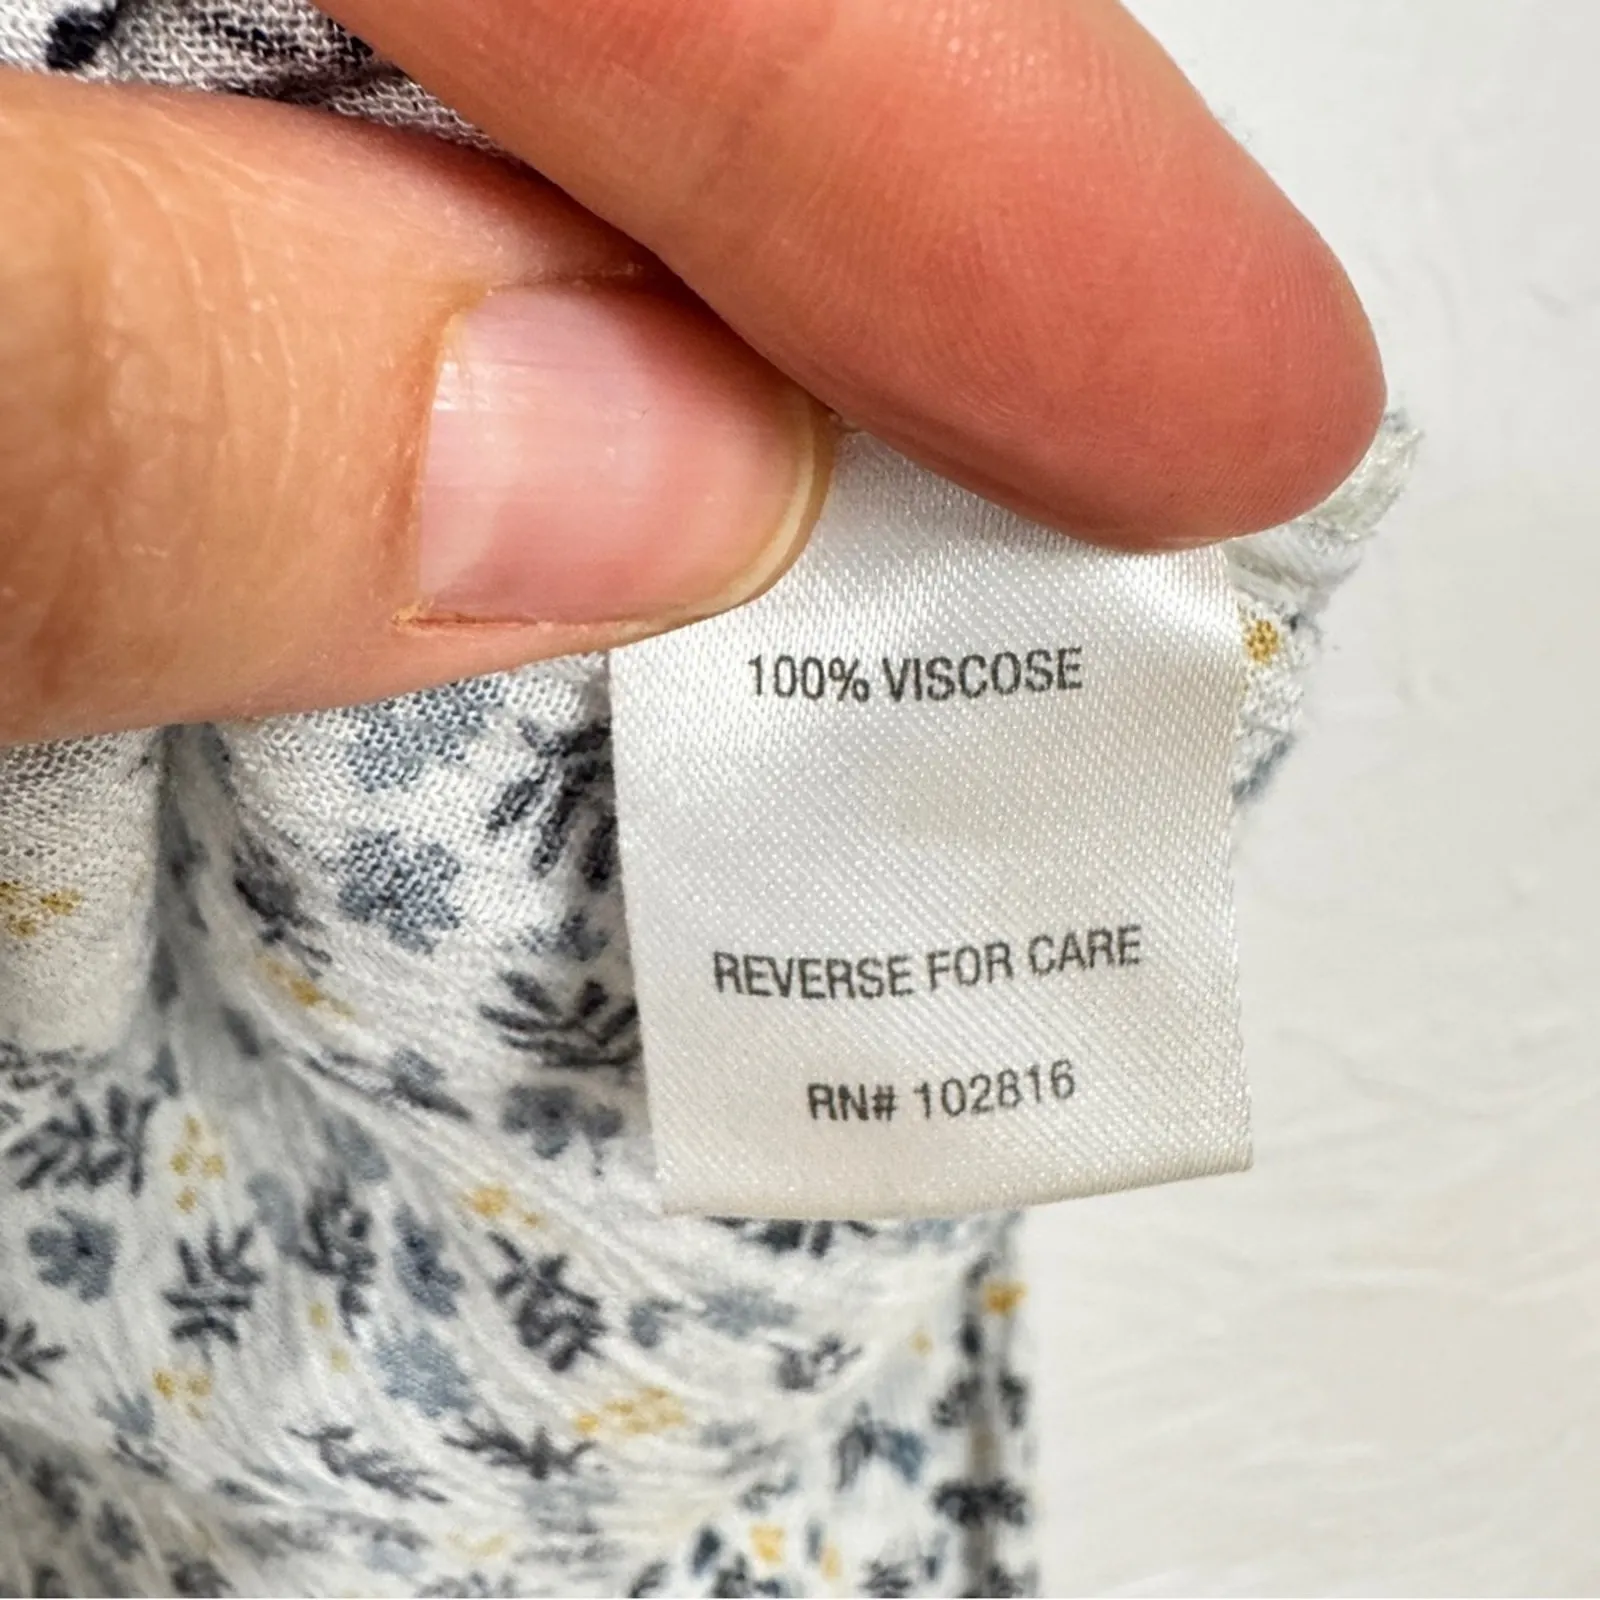 100% VISCOSE
REVERSE FOR CARE
RN# 102816